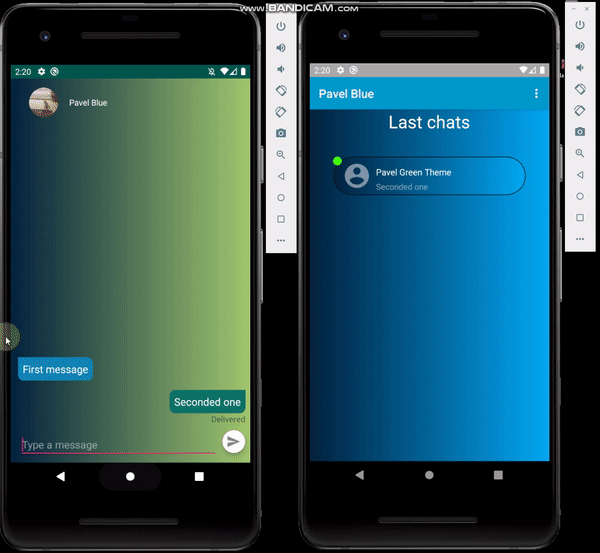 www.BANDICAM.com
2:20
Pavel Blue
First message
Seconded one
Delivered
Type a message
2:20
Pavel Blue
Last chats
Pavel Green Theme
Seconded one